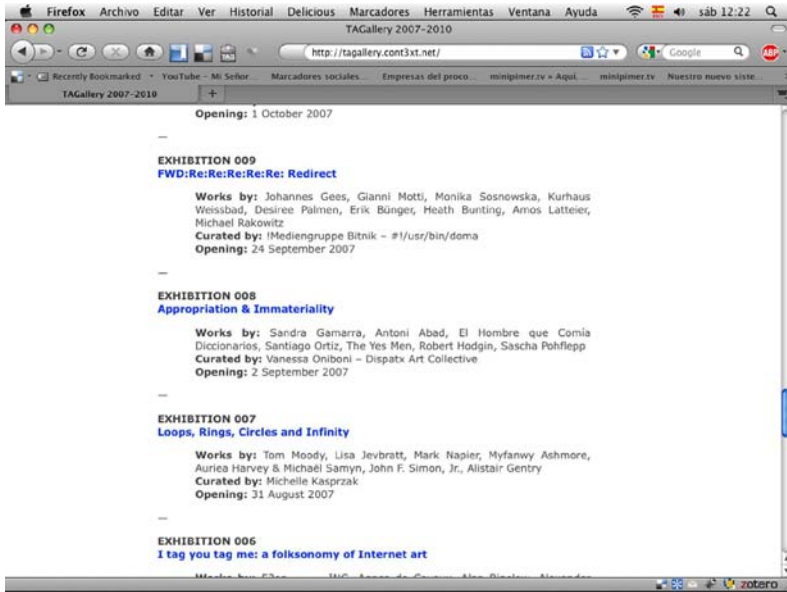 Firefox Archivo Editar Ver Historial Delicious Marcadores Herramientas Ventana Ayuda sáb 12:22
TAGallery 2007–2010
http://tagallery.cont3xt.net/ Google ABP
Recently Bookmarked YouTube - Mi Señor... Marcadores sociales... Empresas del proco... minipimer.tv » Aqui, ... minipimer.tv Nuestro nuevo siste...
TAGallery 2007–2010 +
Opening: 1 October 2007
—
EXHIBITION 009
FWD:Re:Re:Re:Re:Re: Redirect
Works by: Johannes Gees, Gianni Motti, Monika Sosnowska, Kurhaus
Weissbad, Desiree Palmen, Erik Bünger, Heath Bunting, Amos Latteier,
Michael Rakowitz
Curated by: !Mediengruppe Bitnik – #!/usr/bin/doma
Opening: 24 September 2007
—
EXHIBITION 008
Appropriation & Immateriality
Works by: Sandra Gamarra, Antoni Abad, El Hombre que Comía
Diccionarios, Santiago Ortiz, The Yes Men, Robert Hodgin, Sascha Pohflepp
Curated by: Vanessa Oniboni – Dispatx Art Collective
Opening: 2 September 2007
—
EXHIBITION 007
Loops, Rings, Circles and Infinity
Works by: Tom Moody, Lisa Jevbratt, Mark Napier, Myfanwy Ashmore,
Auriea Harvey & Michaël Samyn, John F. Simon, Jr., Alistair Gentry
Curated by: Michelle Kasprzak
Opening: 31 August 2007
—
EXHIBITION 006
I tag you tag me: a folksonomy of Internet art
zotero